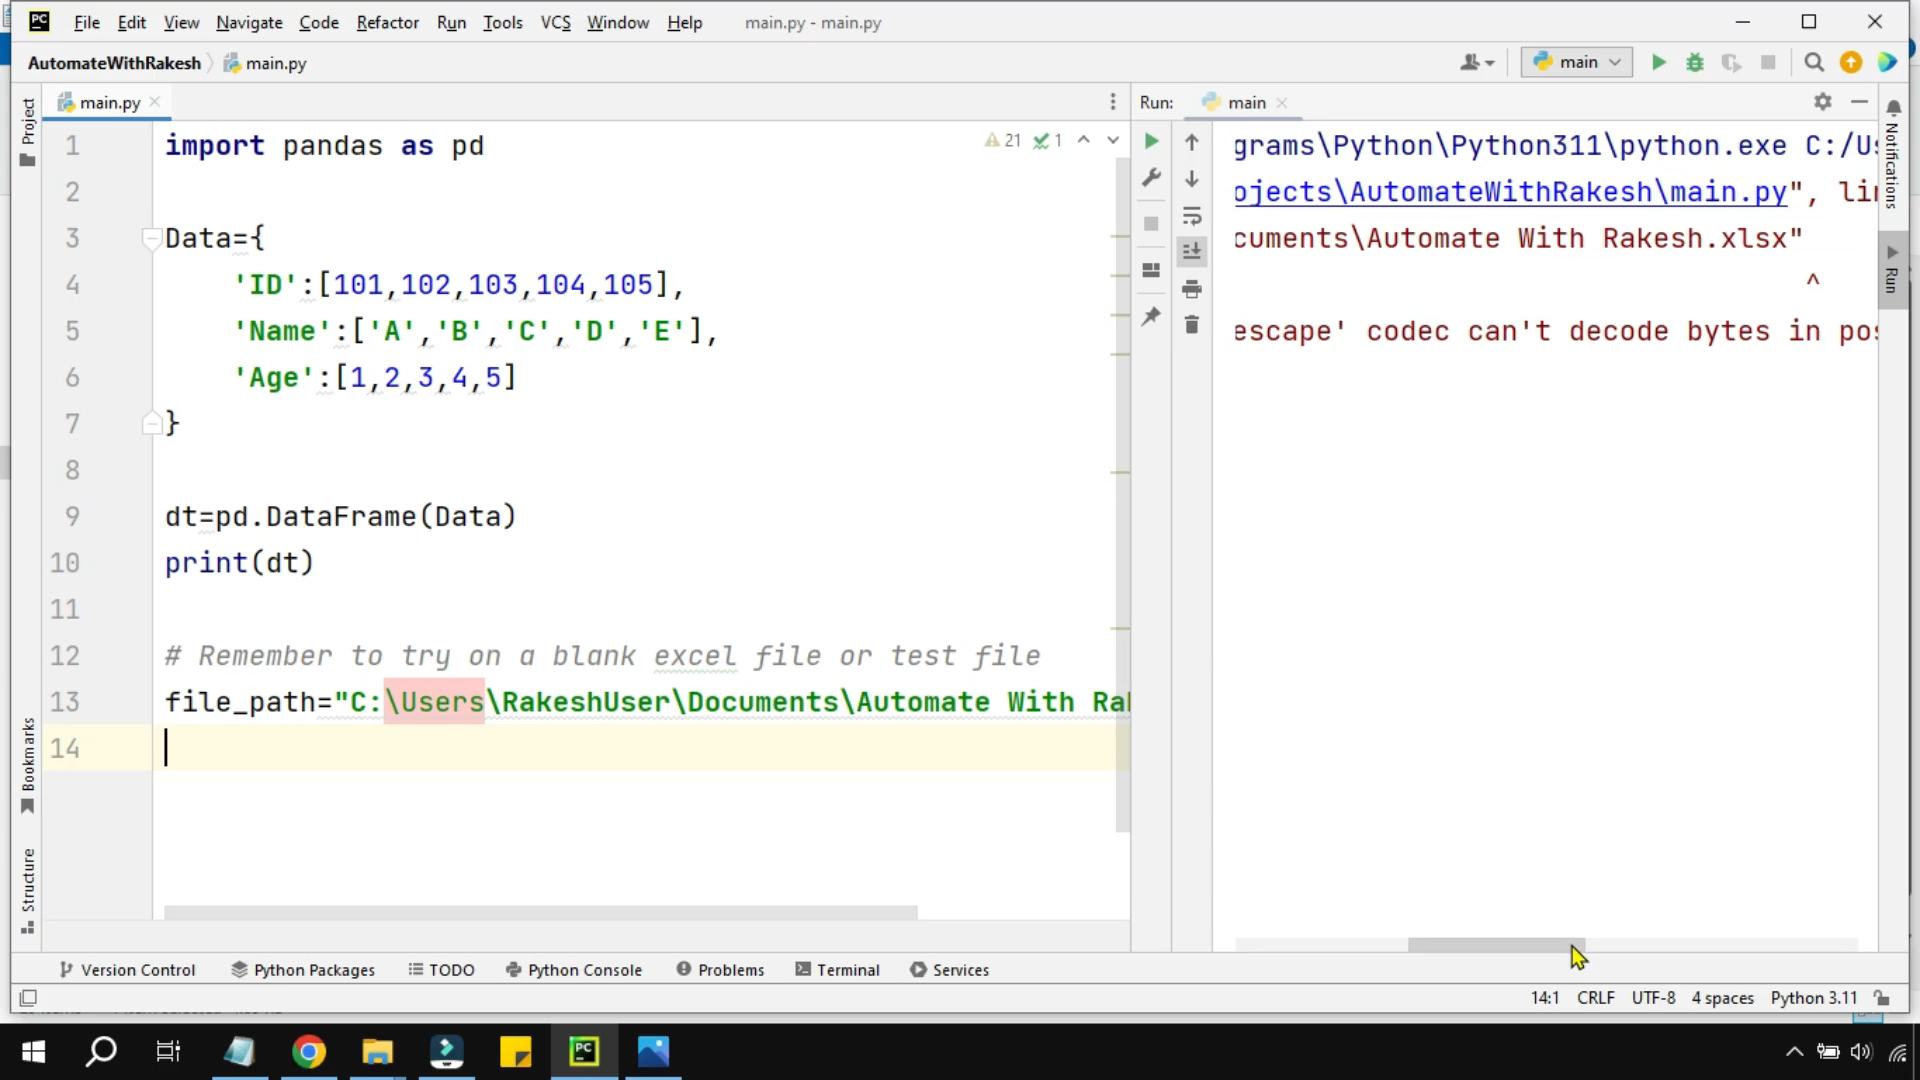 File Edit View Navigate Code Refactor Run Tools VCS Window Help main.py - main.py
AutomateWithRakesh main.py main
Project
main.py
Run: main
21 1
1 import pandas as pd
2
3 Data={
4 'ID':[101,102,103,104,105],
5 'Name':['A','B','C','D','E'],
6 'Age':[1,2,3,4,5]
7 }
8
9 dt=pd.DataFrame(Data)
10 print(dt)
11
12 # Remember to try on a blank excel file or test file
13 file_path="C:\Users\RakeshUser\Documents\Automate With Ra
14
grams\Python\Python311\python.exe C:/Us
ojects\AutomateWithRakesh\main.py", lin
cuments\Automate With Rakesh.xlsx"
^
escape' codec can't decode bytes in pos
Notifications
Run
Bookmarks
Structure
Version Control Python Packages TODO Python Console Problems Terminal Services
14:1 CRLF UTF-8 4 spaces Python 3.11